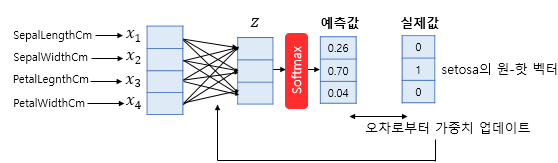 z 예측값 실제값
SepalLengthCm x1
SepalWidthCm x2
PetalLegnthCm x3
PetalWidthCm x4
Softmax
0.26
0.70
0.04
0
1
0
setosa의 원-핫 벡터
오차로부터 가중치 업데이트